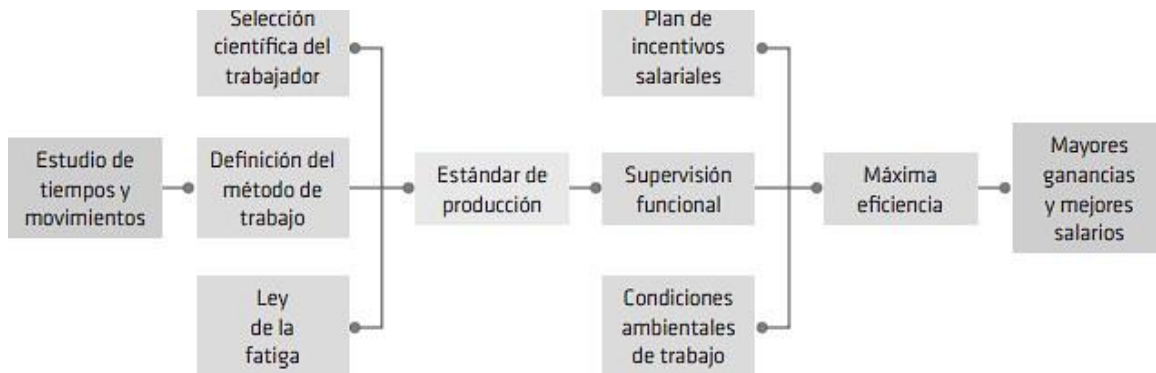 Selección
científica del
trabajador
Plan de
incentivos
salariales
Estudio de
tiempos y
movimientos
Definición del
método de
trabajo
Estándar de
producción
Supervisión
funcional
Máxima
eficiencia
Mayores
ganancias
y mejores
salarios
Ley
de la
fatiga
Condiciones
ambientales
de trabajo